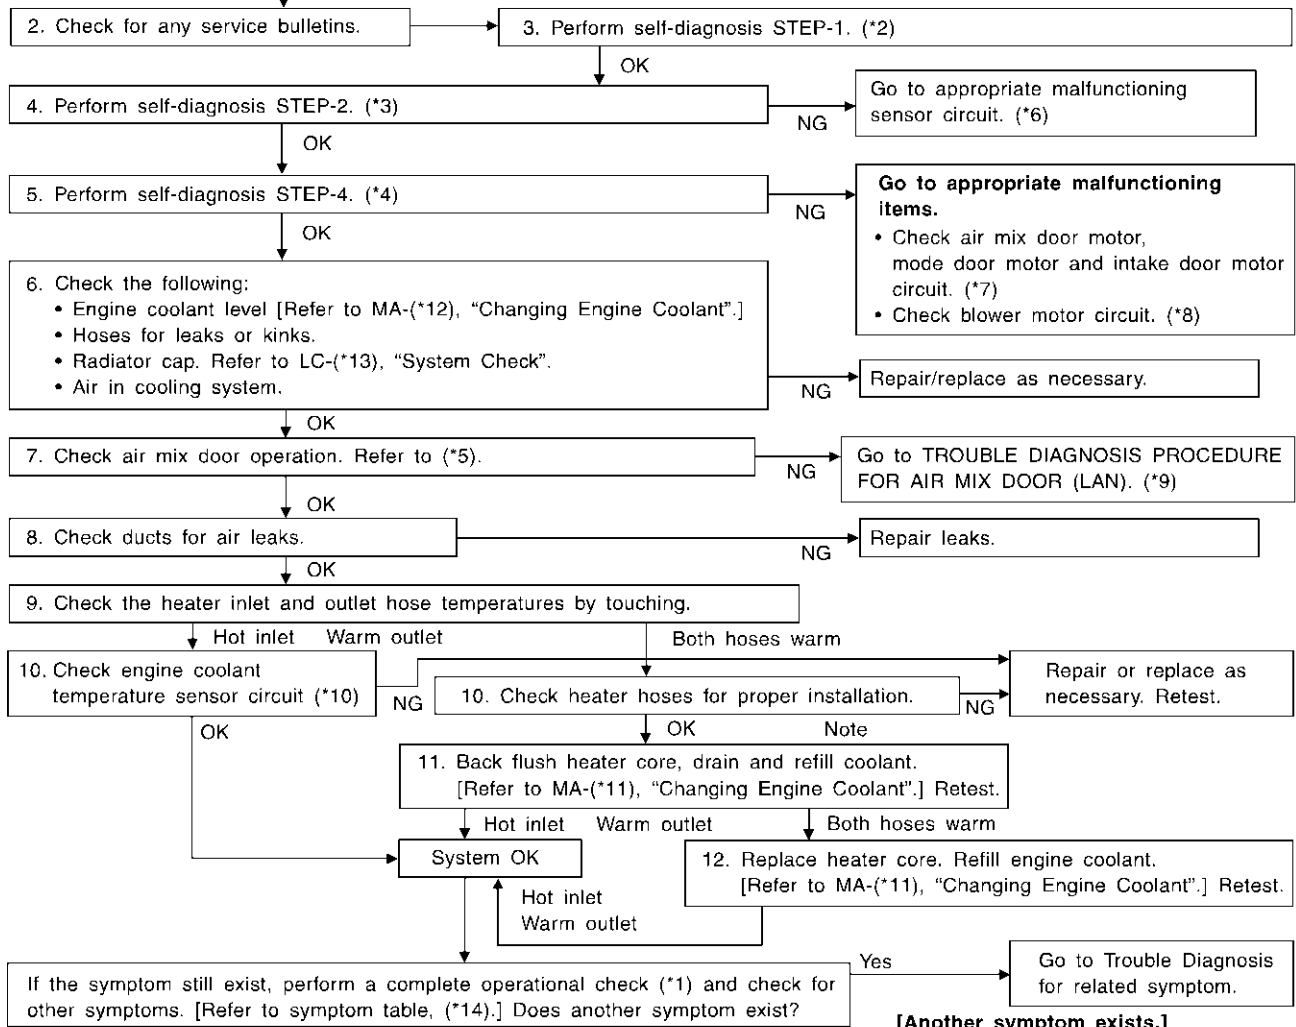 2. Check for any service bulletins.
3. Perform self-diagnosis STEP-1. (*2)
OK
4. Perform self-diagnosis STEP-2. (*3)
NG
Go to appropriate malfunctioning
sensor circuit. (*6)
OK
5. Perform self-diagnosis STEP-4. (*4)
NG
Go to appropriate malfunctioning
items.
• Check air mix door motor,
mode door motor and intake door motor
circuit. (*7)
• Check blower motor circuit. (*8)
OK
6. Check the following:
• Engine coolant level [Refer to MA-(*12), “Changing Engine Coolant”.]
• Hoses for leaks or kinks.
• Radiator cap. Refer to LC-(*13), “System Check”.
• Air in cooling system.
NG
Repair/replace as necessary.
OK
7. Check air mix door operation. Refer to (*5).
NG
Go to TROUBLE DIAGNOSIS PROCEDURE
FOR AIR MIX DOOR (LAN). (*9)
OK
8. Check ducts for air leaks.
NG
Repair leaks.
OK
9. Check the heater inlet and outlet hose temperatures by touching.
Hot inlet Warm outlet
Both hoses warm
10. Check engine coolant
temperature sensor circuit (*10)
NG
10. Check heater hoses for proper installation.
NG
Repair or replace as
necessary. Retest.
OK
OK Note
11. Back flush heater core, drain and refill coolant.
[Refer to MA-(*11), “Changing Engine Coolant”.] Retest.
Hot inlet Warm outlet
Both hoses warm
System OK
12. Replace heater core. Refill engine coolant.
[Refer to MA-(*11), “Changing Engine Coolant”.] Retest.
Hot inlet
Warm outlet
If the symptom still exist, perform a complete operational check (*1) and check for
other symptoms. [Refer to symptom table, (*14).] Does another symptom exist?
Yes
Go to Trouble Diagnosis
for related symptom.
[Another symptom exists.]